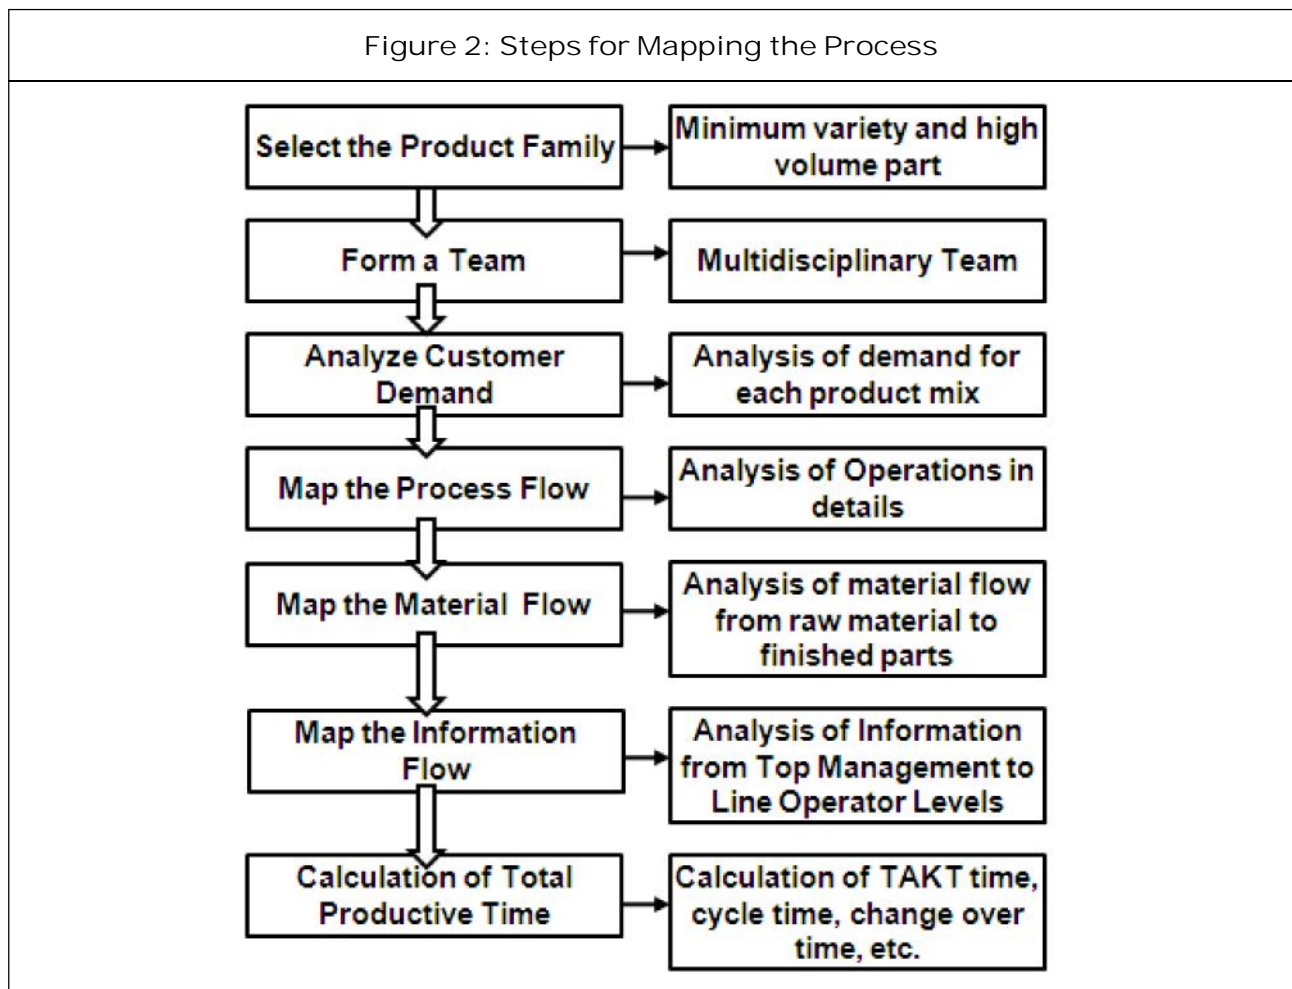 Figure 2: Steps for Mapping the Process
Select the Product Family
Minimum variety and high
volume part
Form a Team
Multidisciplinary Team
Analyze Customer
Demand
Analysis of demand for
each product mix
Map the Process Flow
Analysis of Operations in
details
Map the Material Flow
Analysis of material flow
from raw material to
finished parts
Map the Information
Flow
Analysis of Information
from Top Management to
Line Operator Levels
Calculation of Total
Productive Time
Calculation of TAKT time,
cycle time, change over
time, etc.